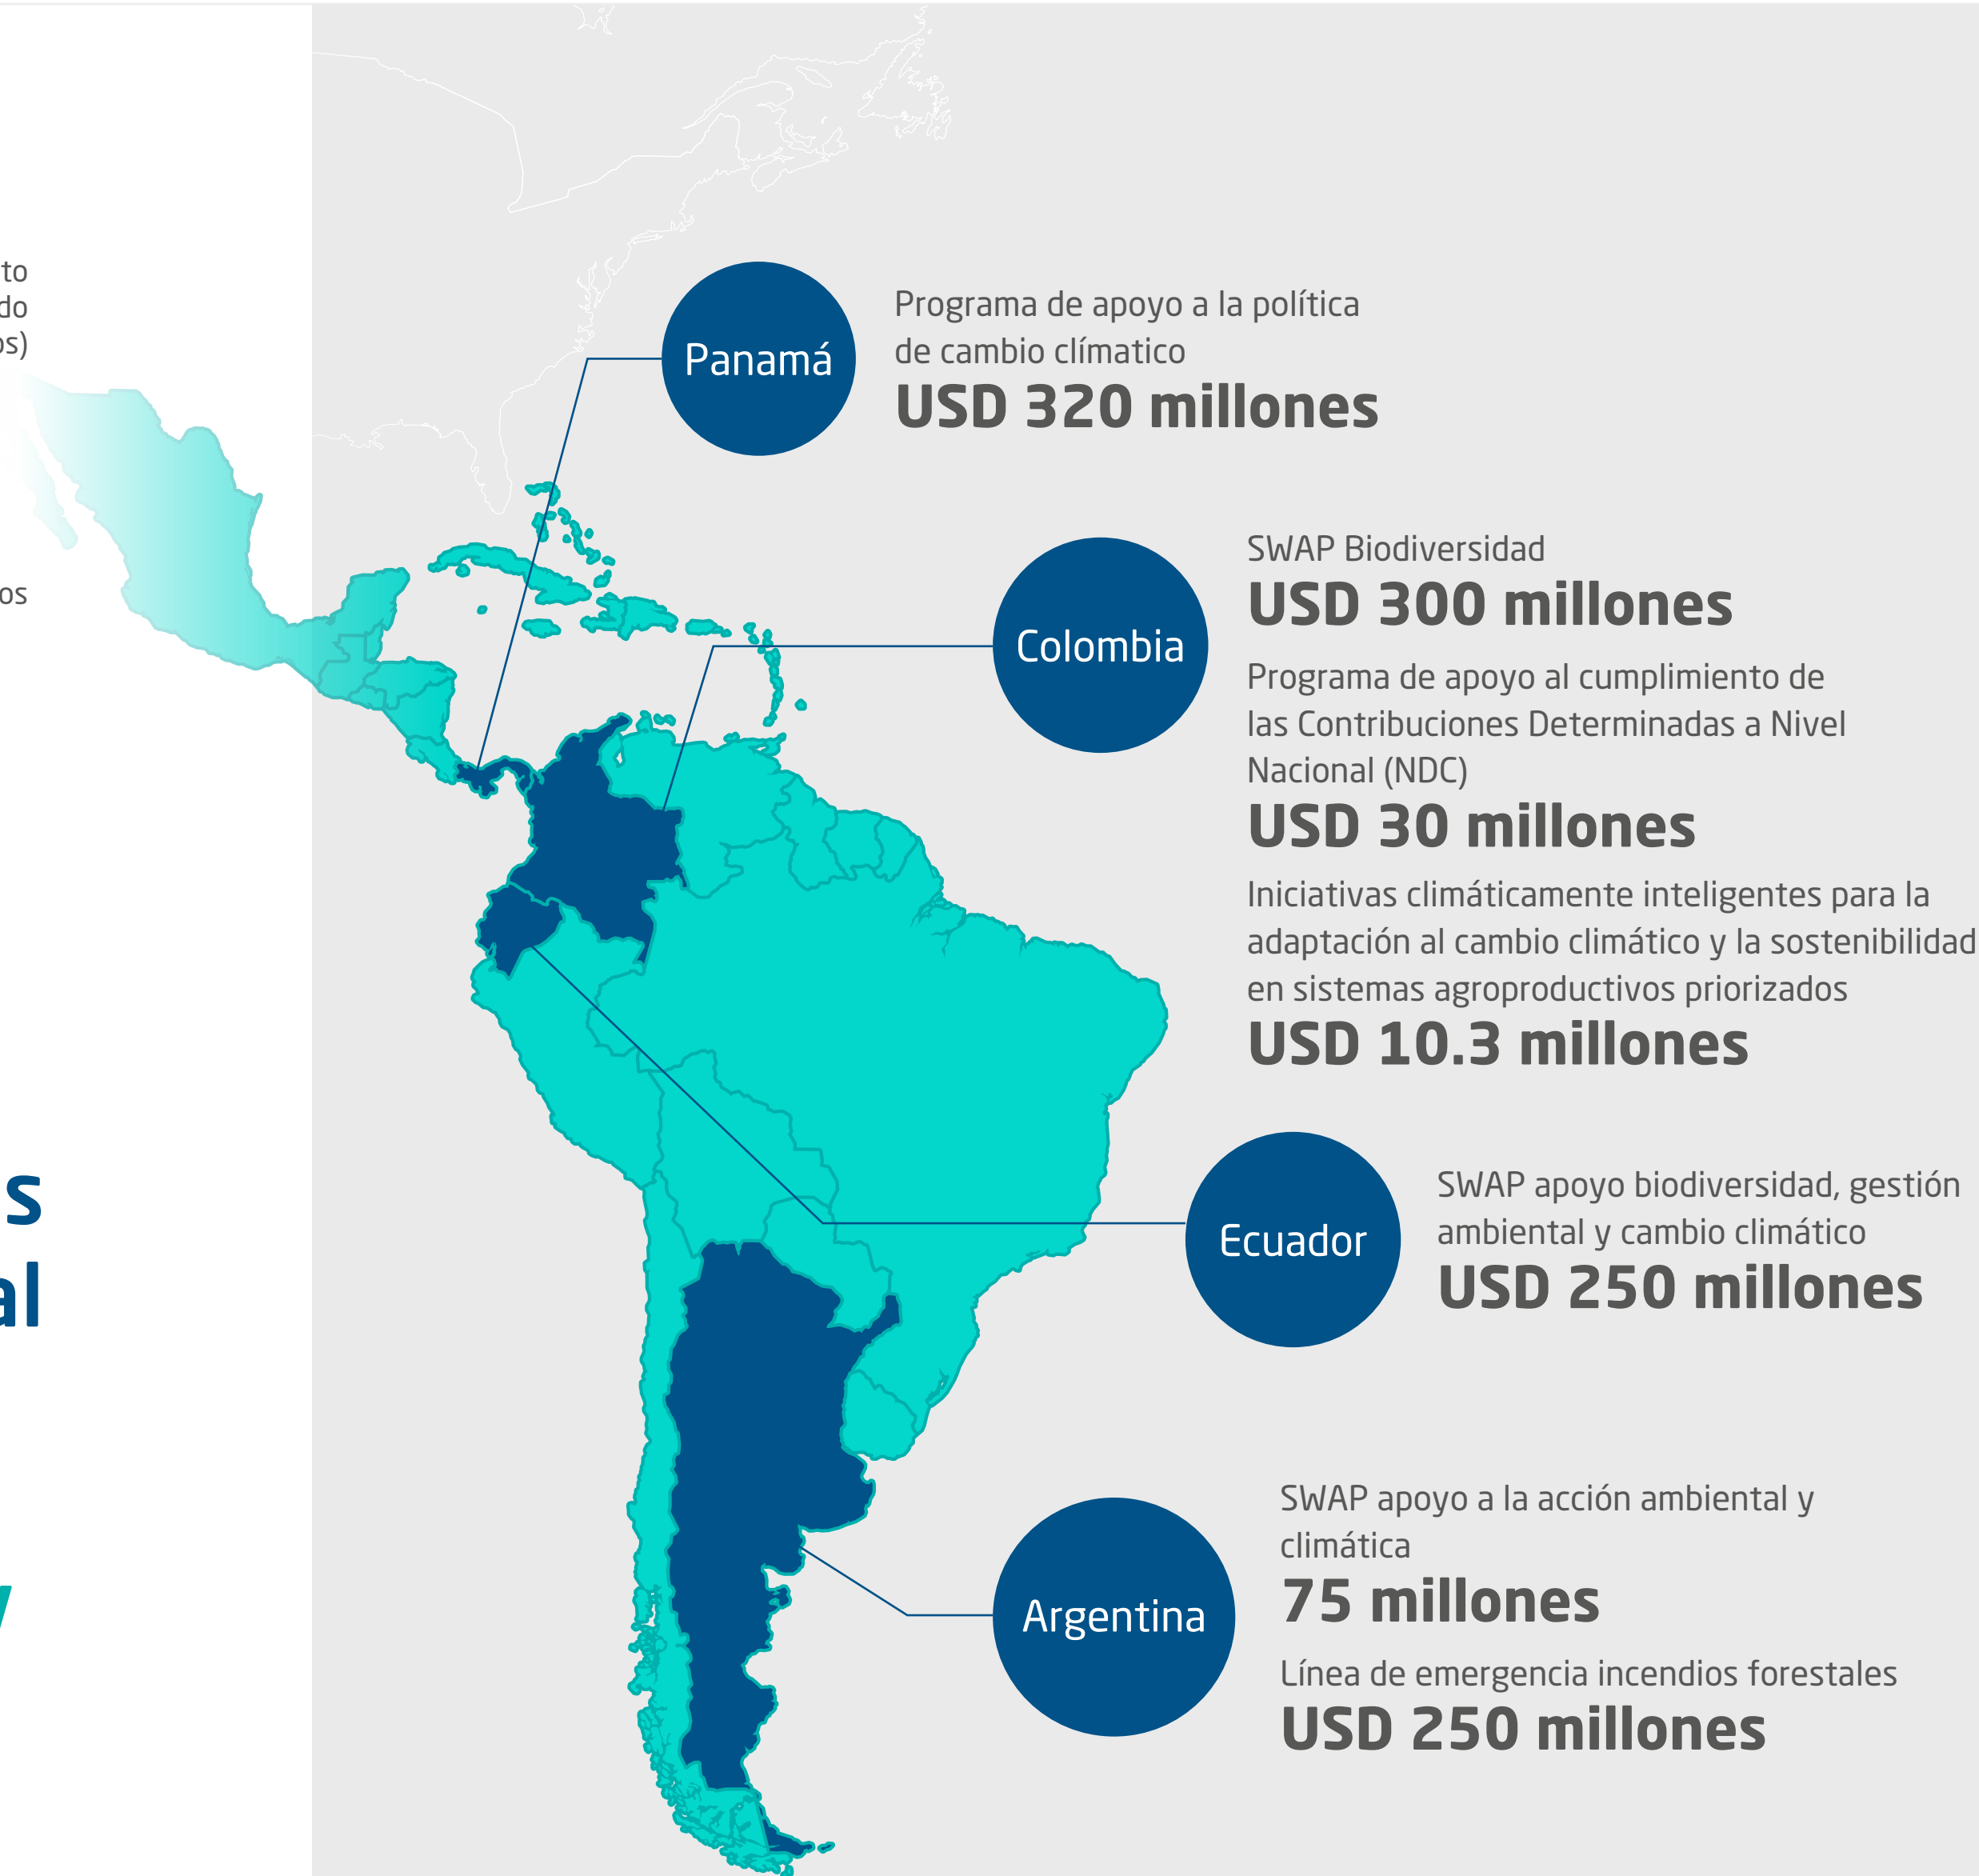 Panamá
Programa de apoyo a la política
de cambio clímatico
USD 320 millones
Colombia
SWAP Biodiversidad
USD 300 millones
Programa de apoyo al cumplimiento de
las Contribuciones Determinadas a Nivel
Nacional (NDC)
USD 30 millones
Iniciativas climáticamente inteligentes para la
adaptación al cambio climático y la sostenibilidad
en sistemas agroproductivos priorizados
USD 10.3 millones
Ecuador
SWAP apoyo biodiversidad, gestión
ambiental y cambio climático
USD 250 millones
Argentina
SWAP apoyo a la acción ambiental y
climática
75 millones
Línea de emergencia incendios forestales
USD 250 millones